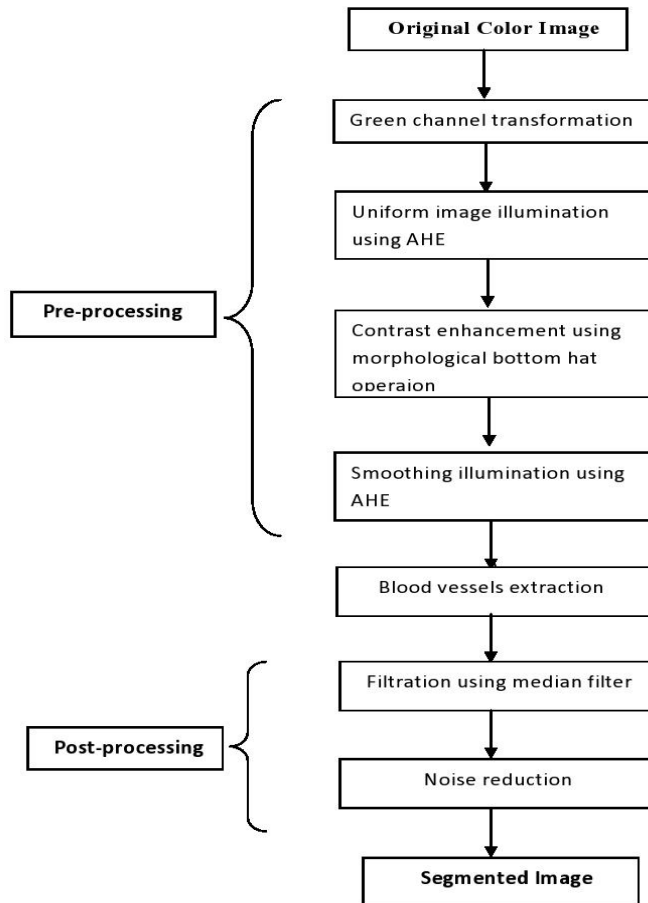 Original Color Image
Green channel transformation
Uniform image illumination
using AHE
Pre-processing
Contrast enhancement using
morphological bottom hat
operaion
Smoothing illumination using
AHE
Blood vessels extraction
Filtration using median filter
Post-processing
Noise reduction
Segmented Image